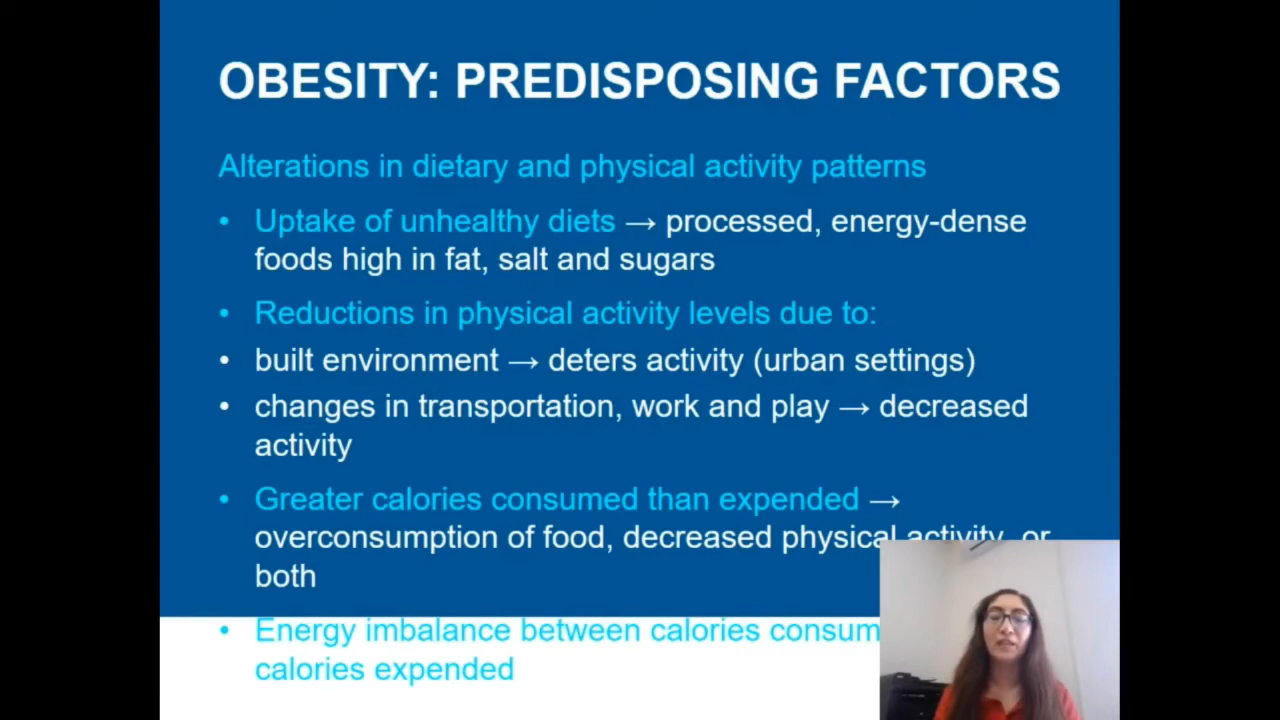 OBESITY: PREDISPOSING FACTORS
Alterations in dietary and physical activity patterns
• Uptake of unhealthy diets → processed, energy-dense
foods high in fat, salt and sugars
• Reductions in physical activity levels due to:
• built environment → deters activity (urban settings)
• changes in transportation, work and play → decreased
activity
• Greater calories consumed than expended →
overconsumption of food, decreased physical activity, or
both
• Energy imbalance between calories consum
calories expended